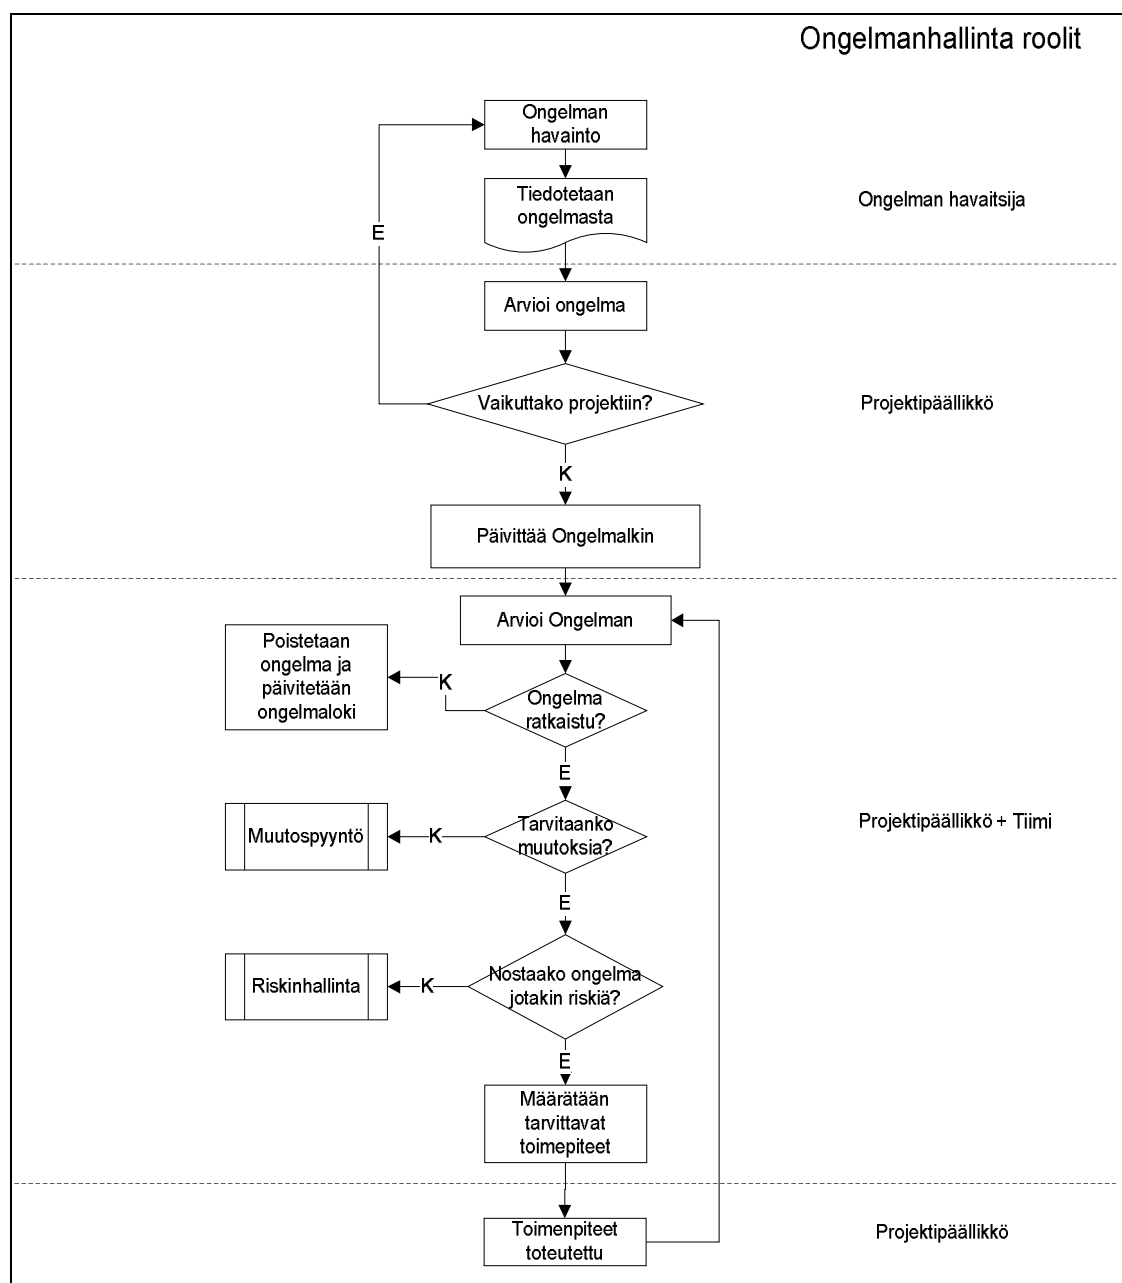 Ongelmanhallinta roolit
Ongelman
havainto
Tiedotetaan
ongelmasta
Ongelman havaitsija
E
Arvioi ongelma
Vaikuttako projektiin?
Projektipäällikkö
K
Päivittää Ongelmalkin
Arvioi Ongelman
Poistetaan
ongelma ja
päivitetään
ongelmaloki
K
Ongelma
ratkaistu?
E
Muutospyyntö
K
Tarvitaanko
muutoksia?
Projektipäällikkö + Tiimi
E
Riskinhallinta
K
Nostaako ongelma
jotakin riskiä?
E
Määrätään
tarvittavat
toimepiteet
Toimenpiteet
toteutettu
Projektipäällikkö